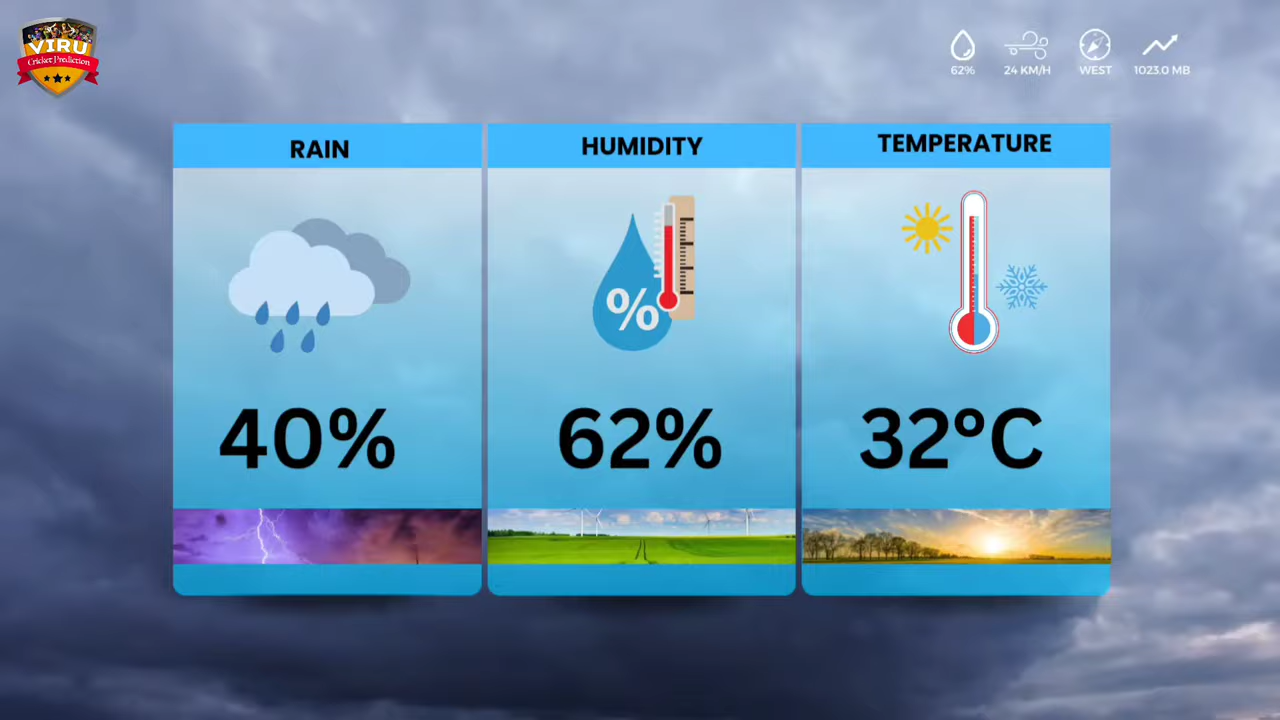 VIRU
Cricket Prediction
62%
24 KM/H
WEST
1023.0 MB
RAIN
HUMIDITY
TEMPERATURE
%
40%
62%
32°C